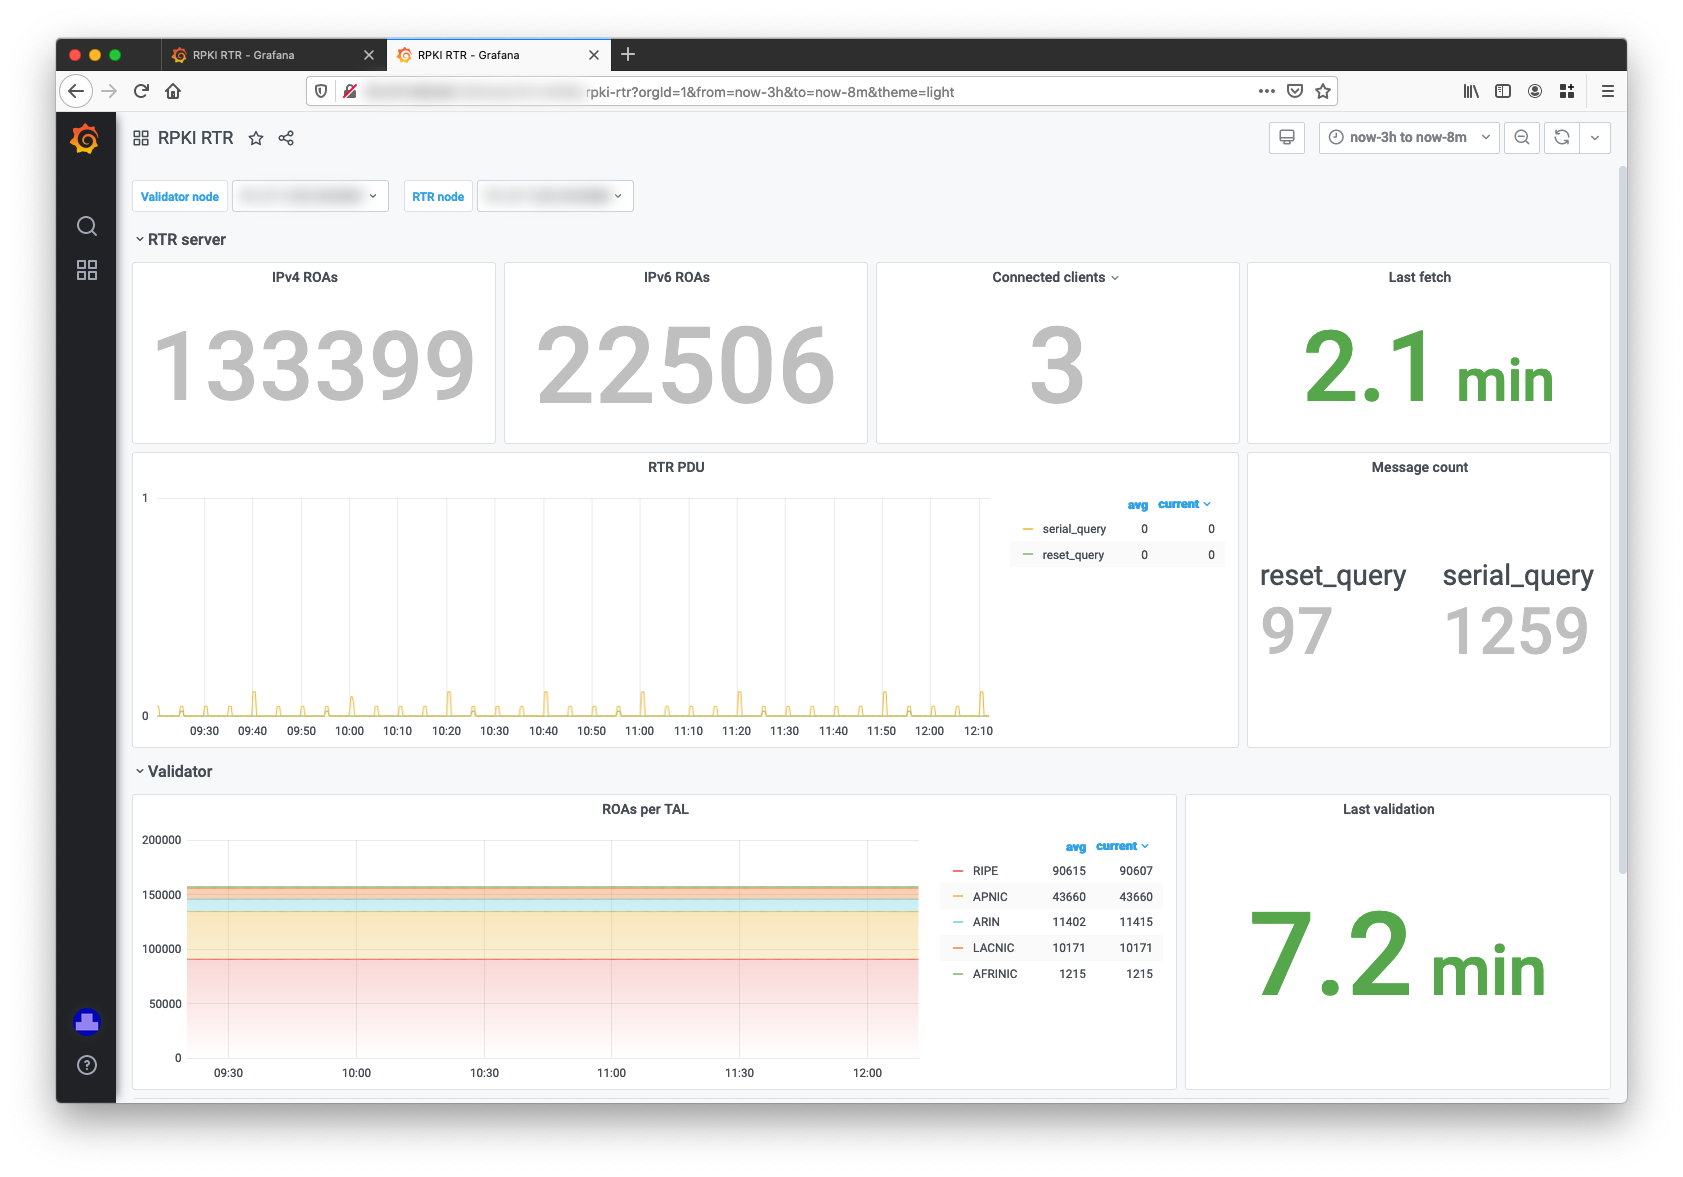 RPKI RTR - Grafana
RPKI RTR - Grafana
rpki-rtr?orgId=1&from=now-3h&to=now-8m&theme=light
RPKI RTR
now-3h to now-8m
Validator node
RTR node
RTR server
IPv4 ROAs
133399
IPv6 ROAs
22506
Connected clients
3
Last fetch
2.1 min
RTR PDU
1
0
09:30 09:40 09:50 10:00 10:10 10:20 10:30 10:40 10:50 11:00 11:10 11:20 11:30 11:40 11:50 12:00 12:10
avg current
serial_query 0 0
reset_query 0 0
Message count
reset_query serial_query
97 1259
Validator
ROAs per TAL
200000
150000
100000
50000
0
09:30 10:00 10:30 11:00 11:30 12:00
avg current
RIPE 90615 90607
APNIC 43660 43660
ARIN 11402 11415
LACNIC 10171 10171
AFRINIC 1215 1215
Last validation
7.2 min